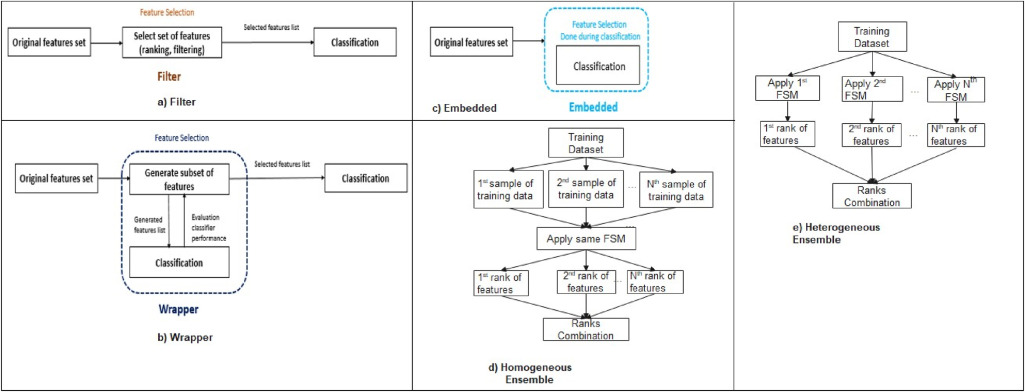 Feature Selection
Original features set
Select set of features
(ranking, filtering)
Selected features list
Classification
Filter
a) Filter
Feature Selection
Original features set
Generate subset of
features
Selected features list
Classification
Generated
features list
Evaluation
classifier
performance
Classification
Wrapper
b) Wrapper
Original features set
Feature Selection
Done during classification
Classification
Embedded
c) Embedded
Training
Dataset
1st sample of
training data
2nd sample of
training data
...
Nth sample of
training data
...
Apply same FSM
1st rank of
features
2nd rank of
features
...
Nth rank of
features
Ranks
Combination
d) Homogeneous
Ensemble
Training
Dataset
Apply 1st
FSM
Apply 2nd
FSM
...
Apply Nth
FSM
1st rank of
features
2nd rank of
features
...
Nth rank of
features
Ranks
Combination
e) Heterogeneous
Ensemble